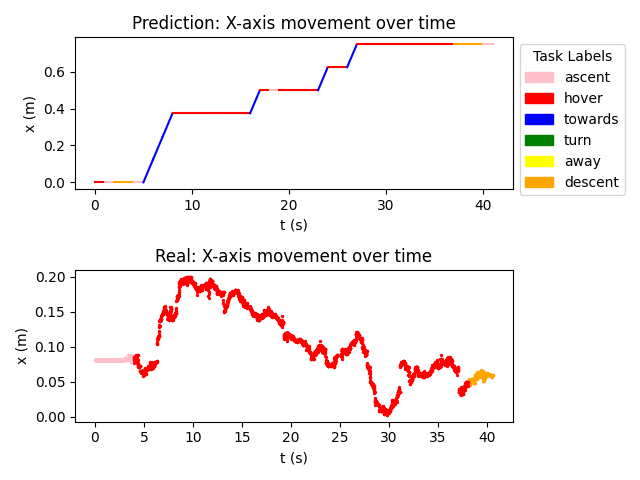 Prediction: X-axis movement over time
x (m)
0.6
0.4
0.2
0.0
0 10 20 30 40
t (s)
Task Labels
ascent
hover
towards
turn
away
descent
Real: X-axis movement over time
x (m)
0.20
0.15
0.10
0.05
0.00
0 5 10 15 20 25 30 35 40
t (s)